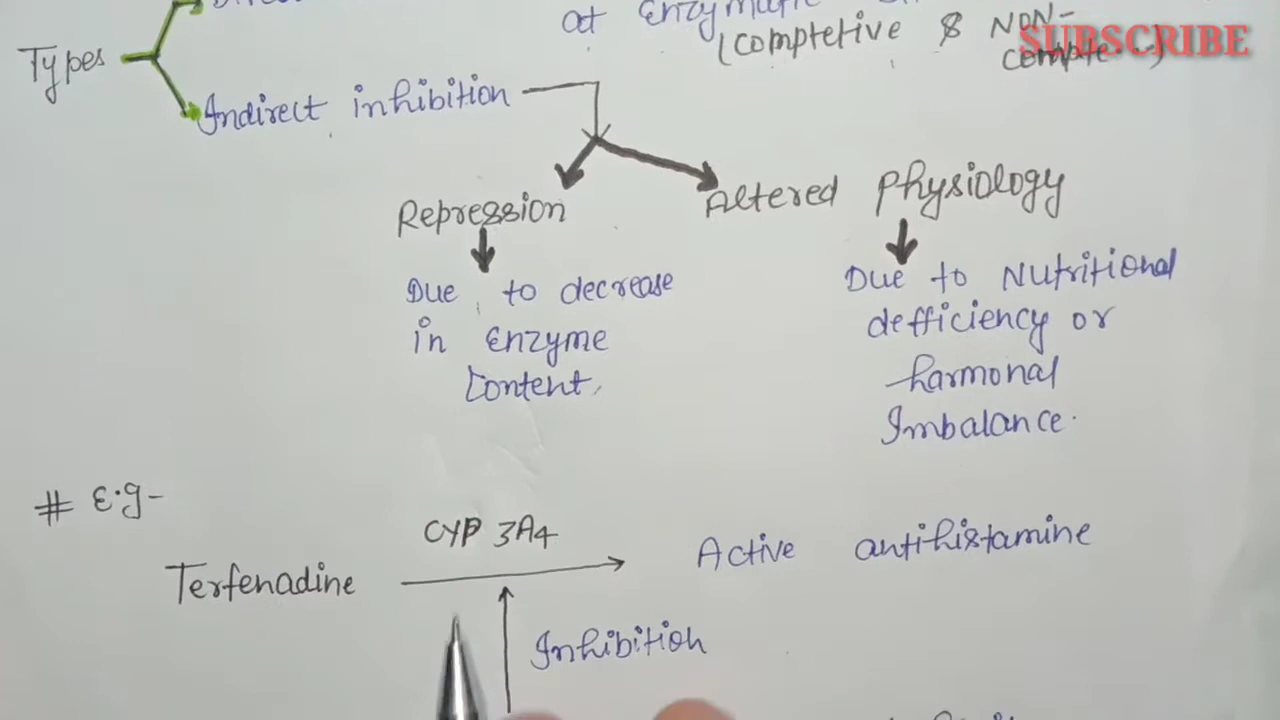 at Enzymatic
(Comptetive & NON-
SUBSCRIBE
Types
Indirect inhibition
Repression
Altered Physiology
Due to decrease
in Enzyme
Content,
Due to Nutritional
defficiency or
harmonal
Imbalance.
# E.g-
CYP 3A4
Terfenadine
Active antihistamine
Inhibition